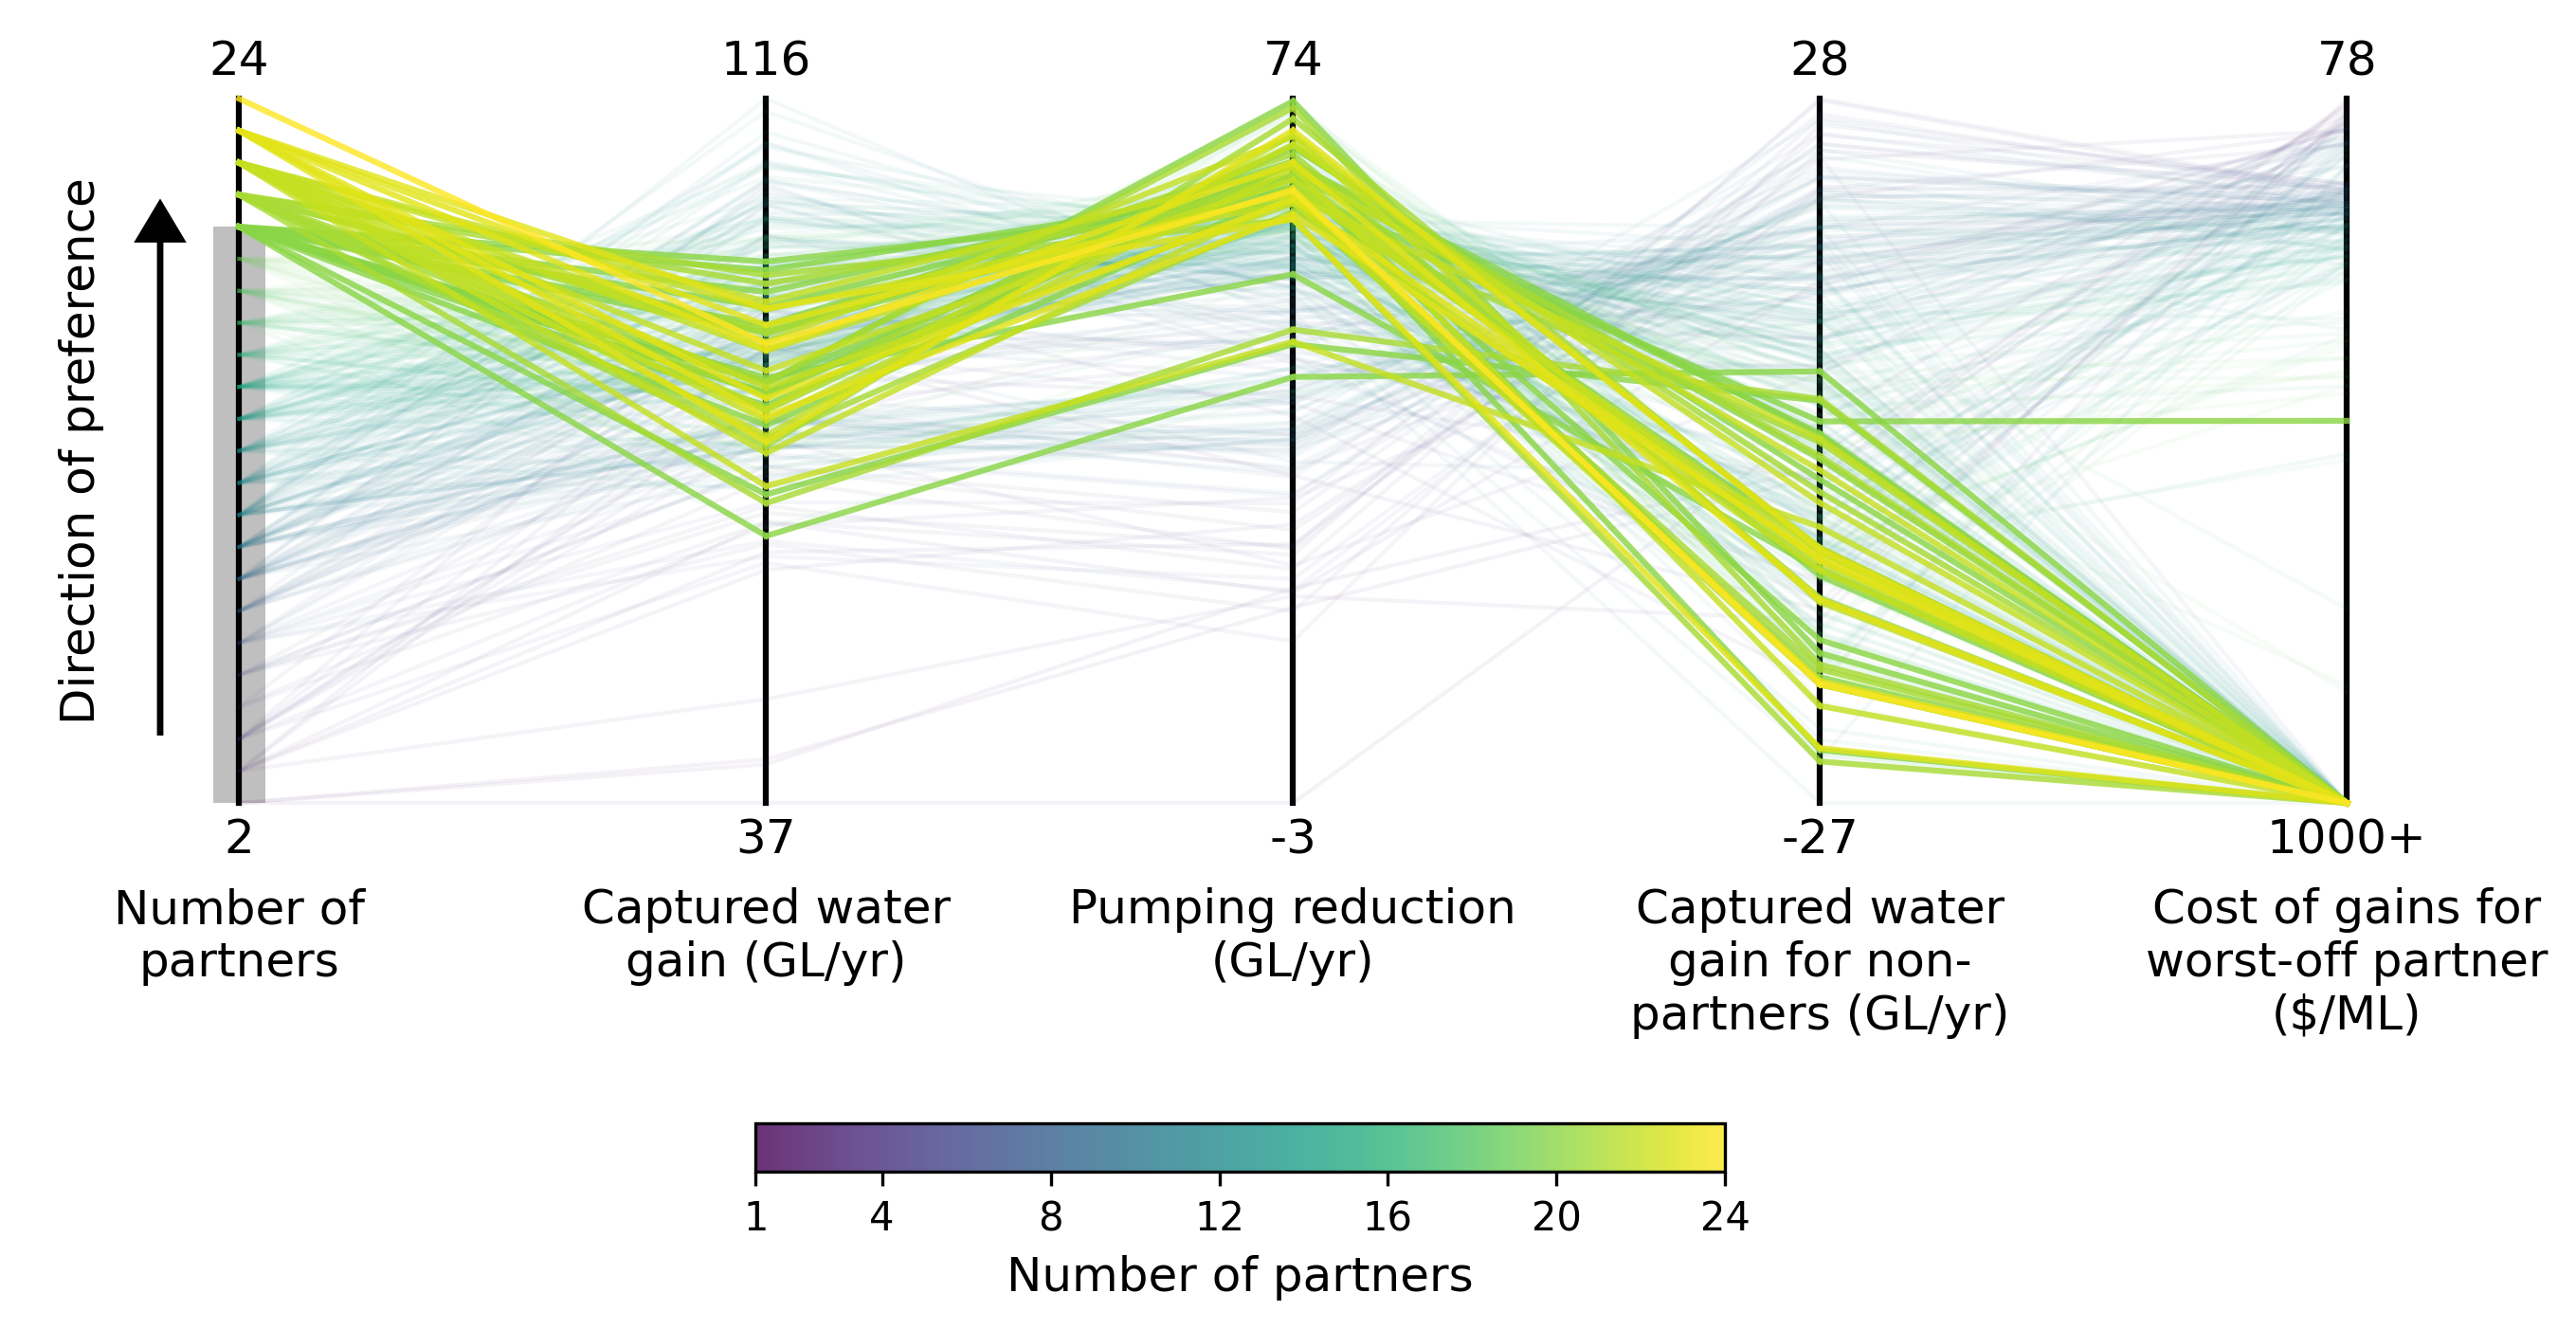 24
116
74
28
78
Direction of preference
2
37
-3
-27
1000+
Number of
partners
Captured water
gain (GL/yr)
Pumping reduction
(GL/yr)
Captured water
gain for non-
partners (GL/yr)
Cost of gains for
worst-off partner
($/ML)
1
4
8
12
16
20
24
Number of partners